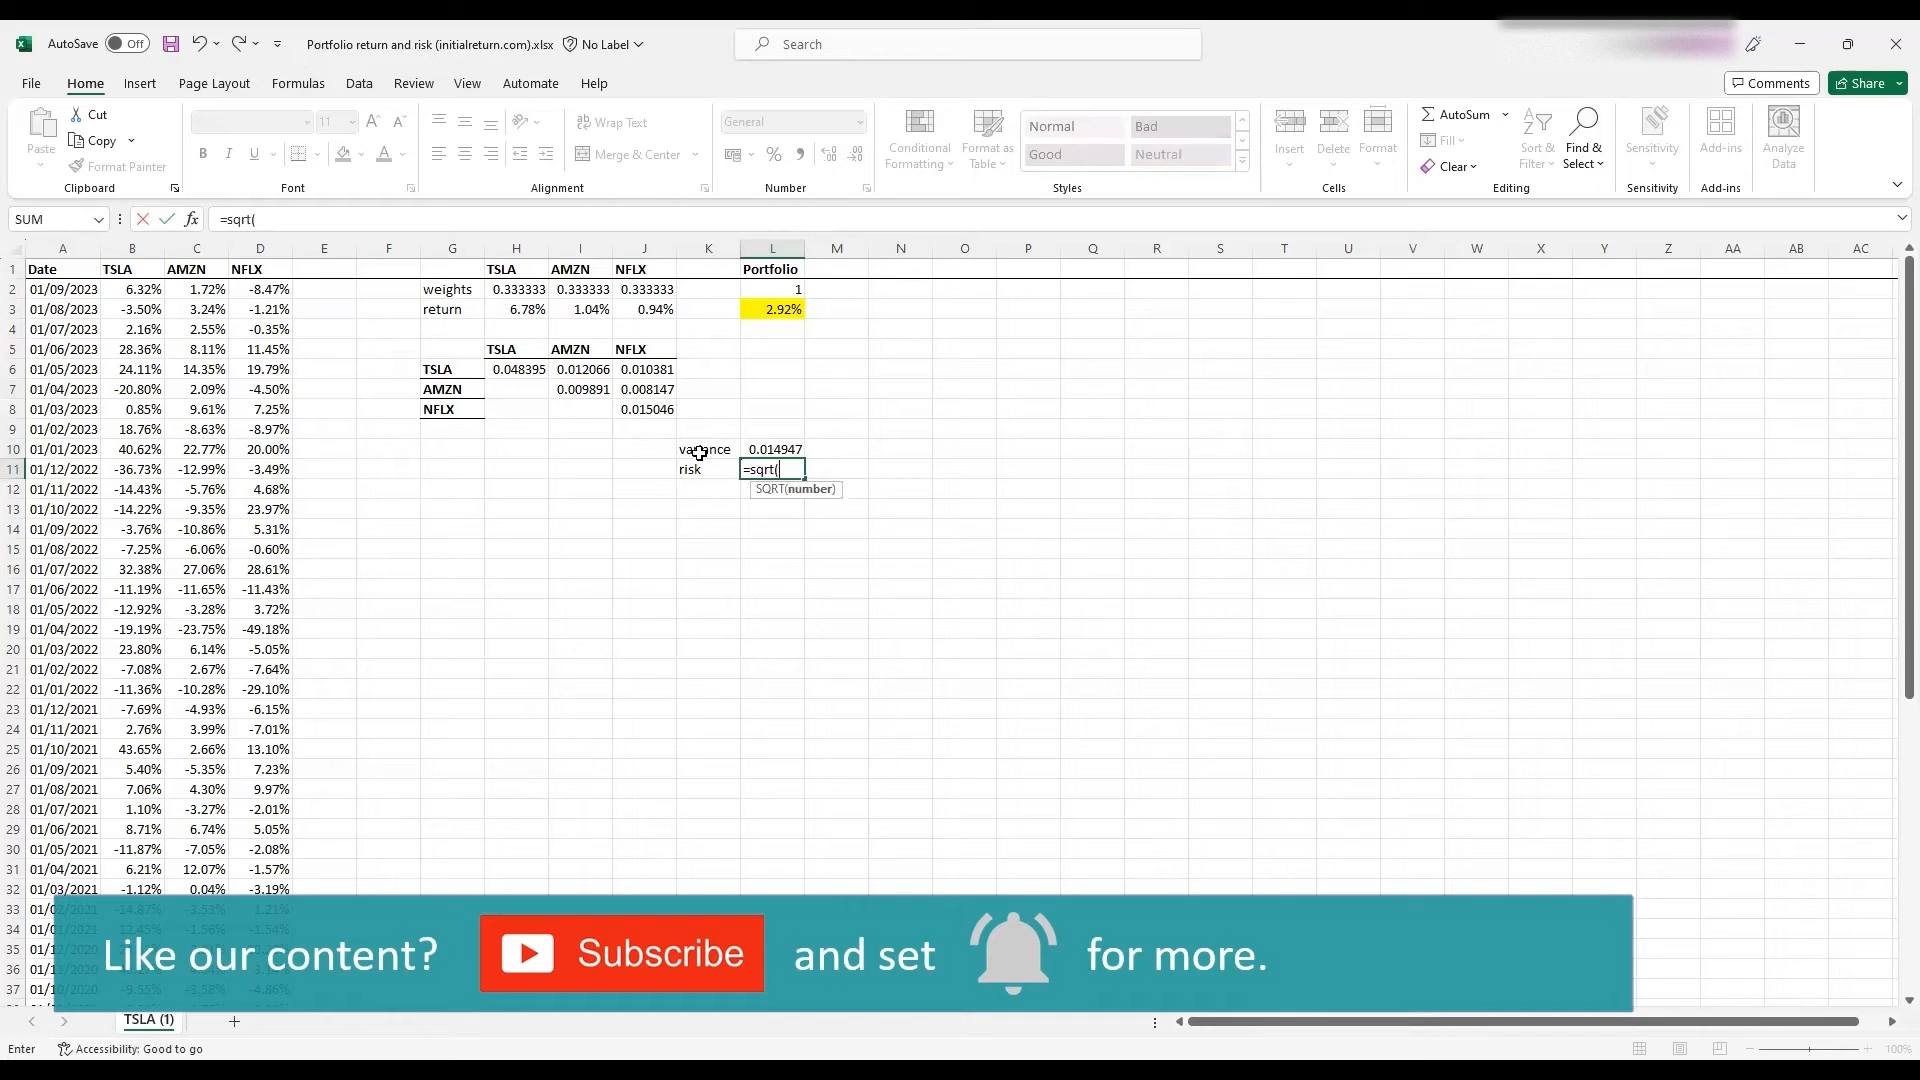 AutoSave Off Portfolio return and risk (initialreturn.com).xlsx No Label Search
File Home Insert Page Layout Formulas Data Review View Automate Help Comments Share
Paste Cut Copy Format Painter
11 Wrap Text Merge & Center General
Conditional Formatting Format as Table Normal Bad Good Neutral
Insert Delete Format AutoSum Fill Clear Sort & Filter Find & Select Sensitivity Add-ins Analyze Data
Clipboard Font Alignment Number Styles Cells Editing Sensitivity Add-ins
SUM fx =sqrt(
A B C D E F G H I J K L M N O P Q R S T U V W X Y Z AA AB AC
1 Date TSLA AMZN NFLX TSLA AMZN NFLX Portfolio
2 01/09/2023 6.32% 1.72% -8.47% weights 0.333333 0.333333 0.333333 1
3 01/08/2023 -3.50% 3.24% -1.21% return 6.78% 1.04% 0.94% 2.92%
4 01/07/2023 2.16% 2.55% -0.35%
5 01/06/2023 28.36% 8.11% 11.45% TSLA AMZN NFLX
6 01/05/2023 24.11% 14.35% 19.79% TSLA 0.048395 0.012066 0.010381
7 01/04/2023 -20.80% 2.09% -4.50% AMZN 0.009891 0.008147
8 01/03/2023 0.85% 9.61% 7.25% NFLX 0.015046
9 01/02/2023 18.76% -8.63% -8.97%
10 01/01/2023 40.62% 22.77% 20.00% variance 0.014947
11 01/12/2022 -36.73% -12.99% -3.49% risk =sqrt(
12 01/11/2022 -14.43% -5.76% 4.68% SQRT(number)
13 01/10/2022 -14.22% -9.35% 23.97%
14 01/09/2022 -3.76% -10.86% 5.31%
15 01/08/2022 -7.25% -6.06% -0.60%
16 01/07/2022 32.38% 27.06% 28.61%
17 01/06/2022 -11.19% -11.65% -11.43%
18 01/05/2022 -12.92% -3.28% 3.72%
19 01/04/2022 -19.19% -23.75% -49.18%
20 01/03/2022 23.80% 6.14% -5.05%
21 01/02/2022 -7.08% 2.67% -7.64%
22 01/01/2022 -11.36% -10.28% -29.10%
23 01/12/2021 -7.69% -4.93% -6.15%
24 01/11/2021 2.76% 3.99% -7.01%
25 01/10/2021 43.65% 2.66% 13.10%
26 01/09/2021 5.40% -5.35% 7.23%
27 01/08/2021 7.06% 4.30% 9.97%
28 01/07/2021 1.10% -3.27% -2.01%
29 01/06/2021 8.71% 6.74% 5.05%
30 01/05/2021 -11.87% -7.05% -2.08%
31 01/04/2021 6.21% 12.07% -1.57%
32 01/03/2021 -1.12% 0.04% -3.19%
33 -14.87% -3.53% 1.21%
34 12.45% -1.56% -1.54%
35
36
37 -9.55% -3.58% -4.86%
Like our content? Subscribe and set for more.
TSLA (1)
Enter Accessibility: Good to go 100%